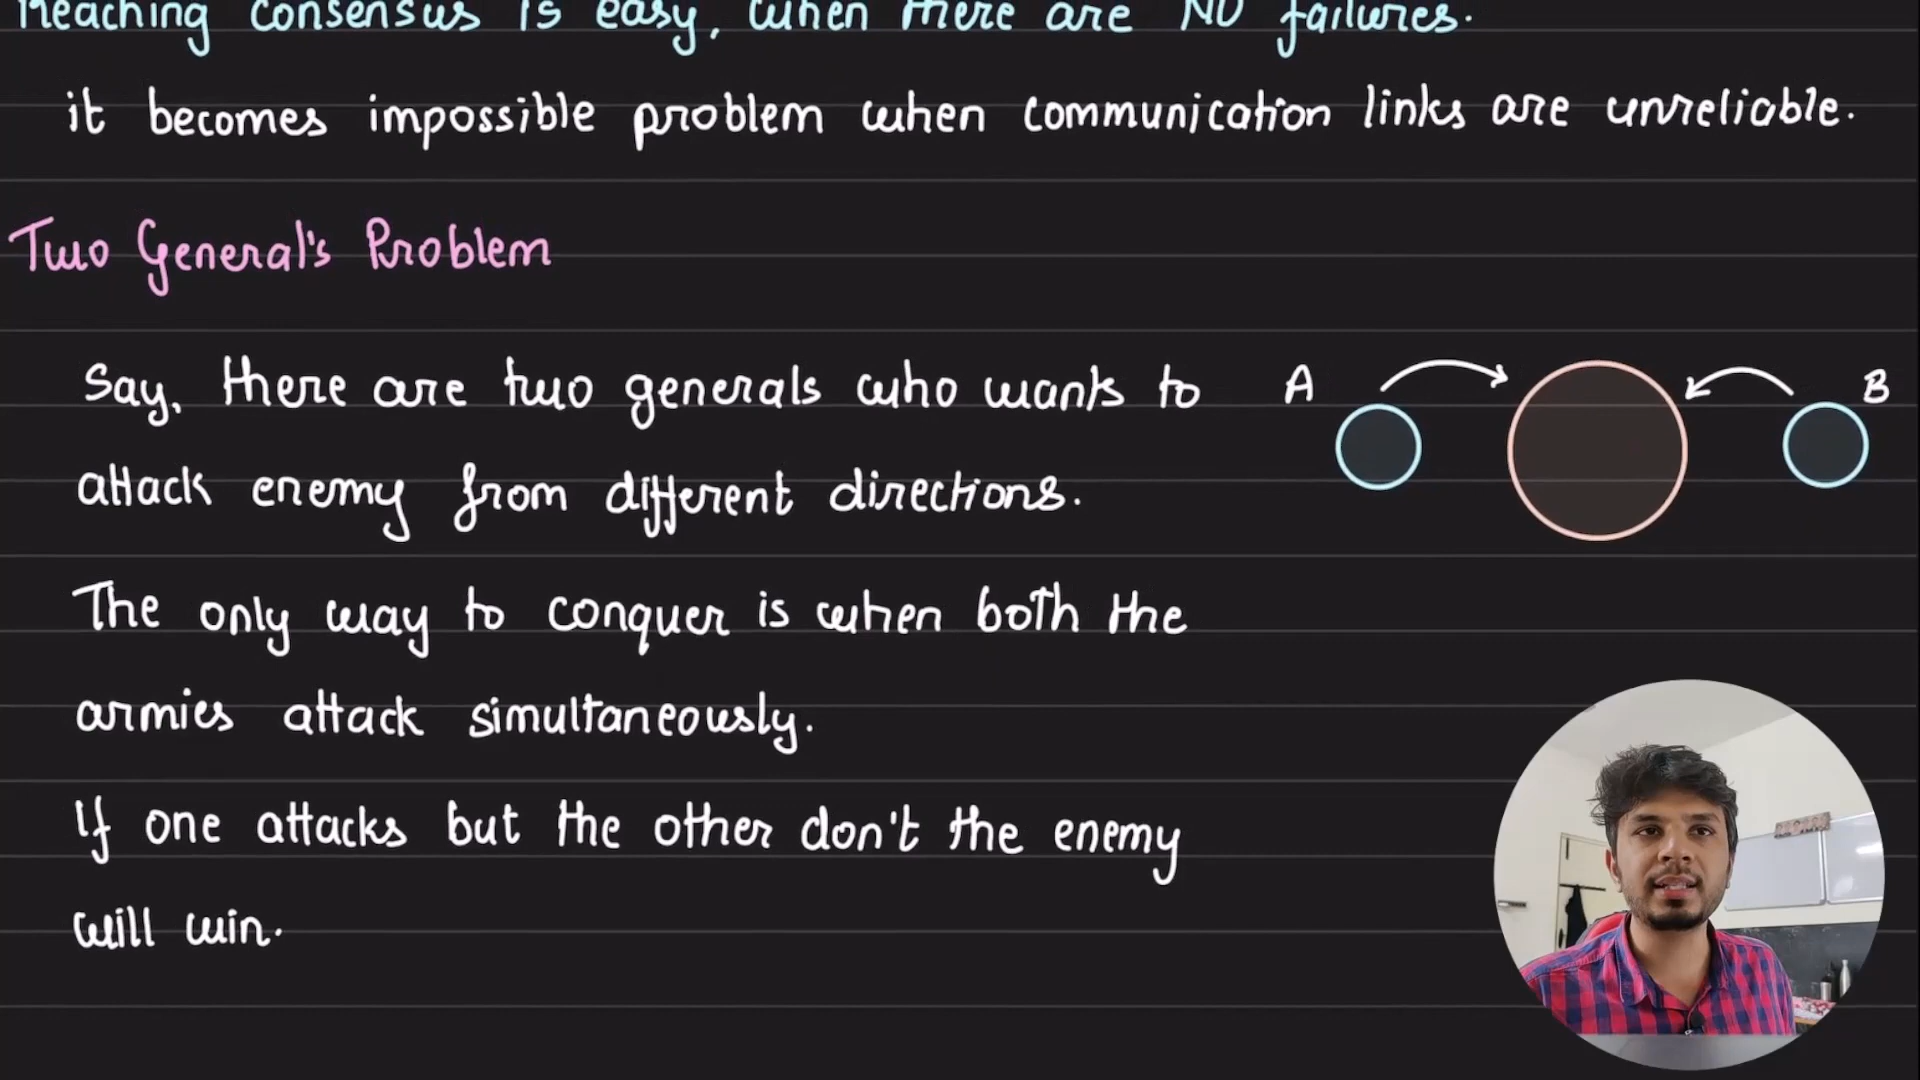 Reaching consensus is easy, when there are NO failures.
it becomes impossible problem when communication links are unreliable.
Two General's Problem
Say, there are two generals who wants to
attack enemy from different directions.
A
B
The only way to conquer is when both the
armies attack simultaneously.
If one attacks but the other don't the enemy
will win.